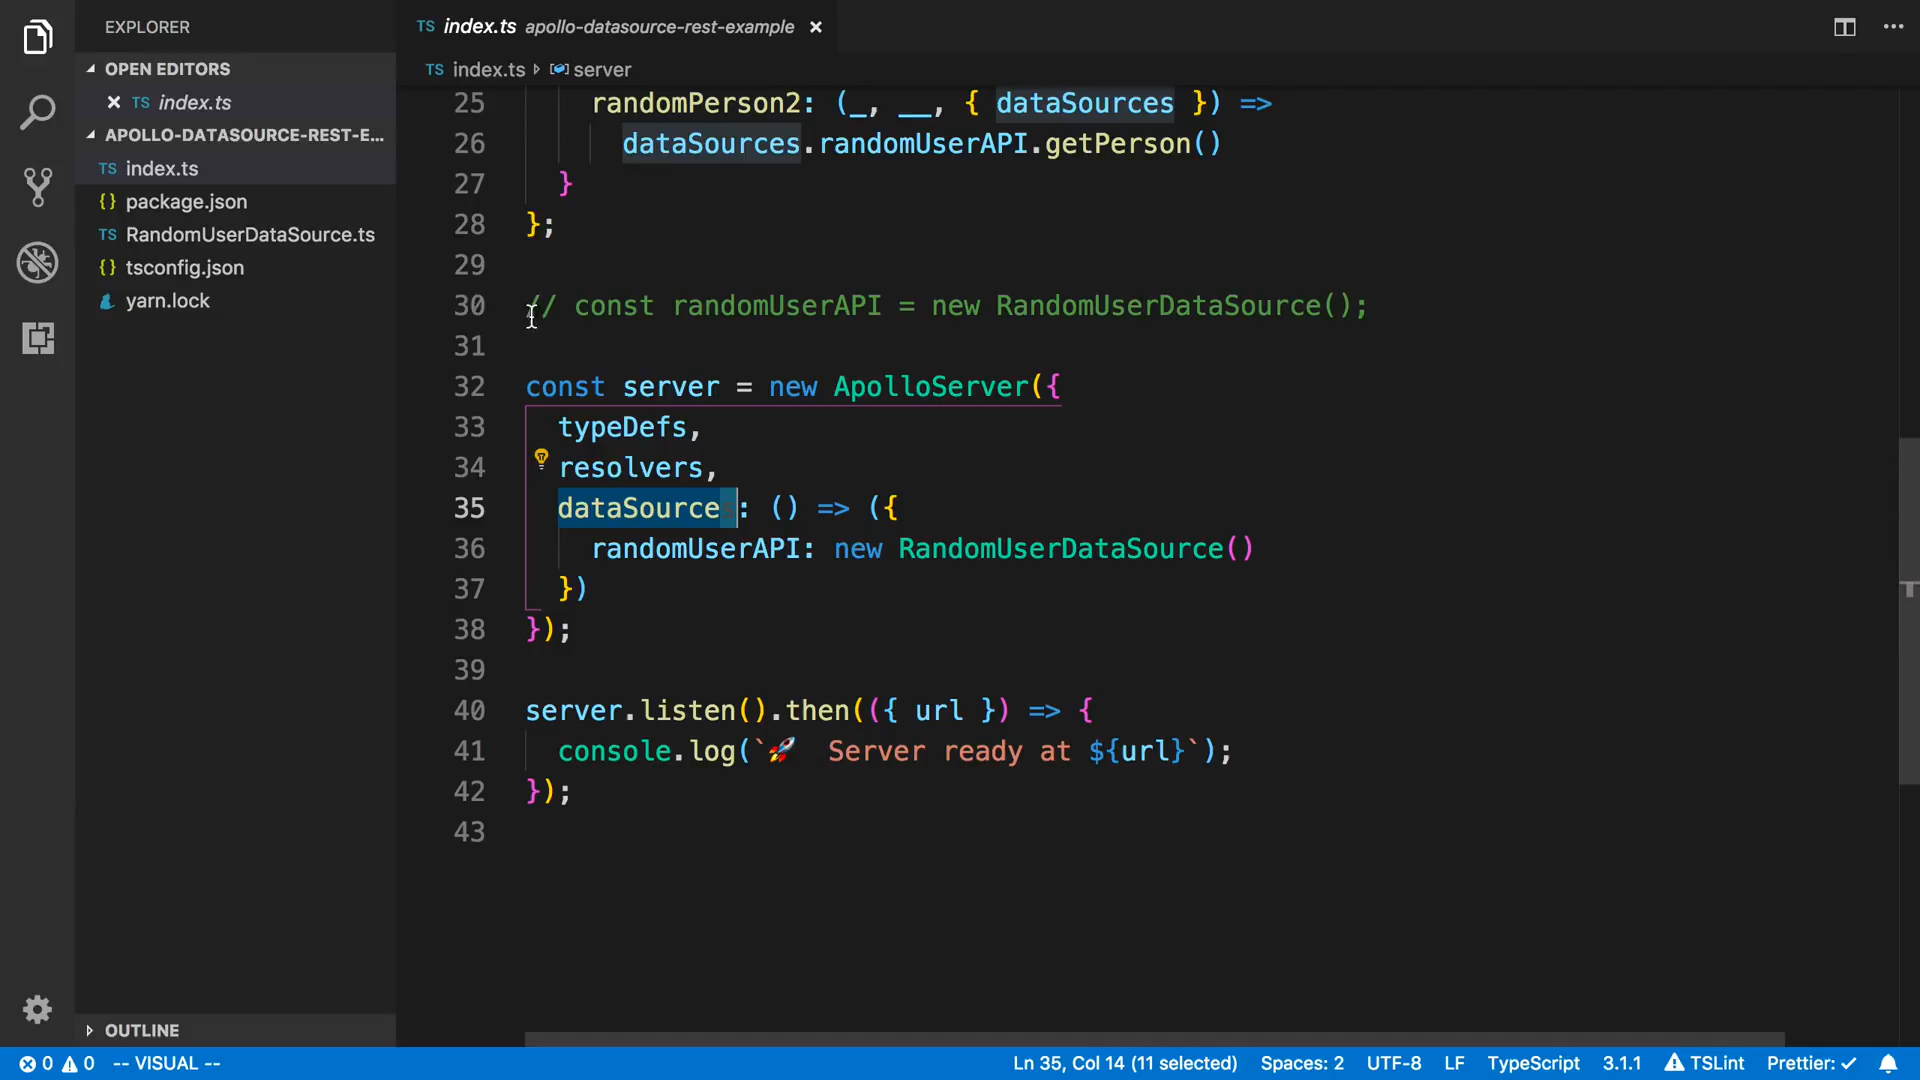 EXPLORER
TS index.ts apollo-datasource-rest-example ×
OPEN EDITORS
TS index.ts › server
× TS index.ts
25 randomPerson2: (_, __, { dataSources }) =>
APOLLO-DATASOURCE-REST-E...
26 dataSources.randomUserAPI.getPerson()
TS index.ts
27 }
{} package.json
28 };
TS RandomUserDataSource.ts
29
{} tsconfig.json
30 // const randomUserAPI = new RandomUserDataSource();
yarn.lock
31
32 const server = new ApolloServer({
33 typeDefs,
34 resolvers,
35 dataSource : () => ({
36 randomUserAPI: new RandomUserDataSource()
37 })
38 });
39
40 server.listen().then(({ url }) => {
41 console.log(`🚀 Server ready at ${url}`);
42 });
43
OUTLINE
0 0 -- VISUAL -- Ln 35, Col 14 (11 selected) Spaces: 2 UTF-8 LF TypeScript 3.1.1 TSLint Prettier: ✓